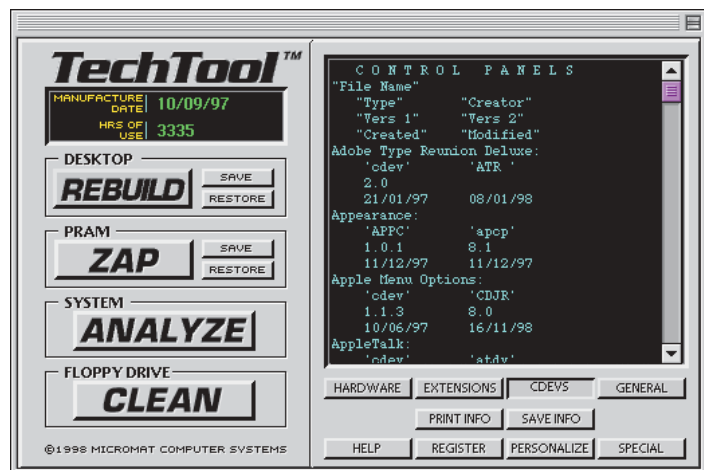 TechTool™
MANUFACTURE
DATE 10/09/97
HRS OF
USE 3335
DESKTOP
REBUILD
SAVE
RESTORE
PRAM
ZAP
SAVE
RESTORE
SYSTEM
ANALYZE
FLOPPY DRIVE
CLEAN
©1998 MICROMAT COMPUTER SYSTEMS
CONTROL PANELS
"File Name"
"Type" "Creator"
"Vers 1" "Vers 2"
"Created" "Modified"
Adobe Type Reunion Deluxe:
'cdev' 'ATR '
2.0
21/01/97 08/01/98
Appearance:
'APPC' 'apcp'
1.0.1 8.1
11/12/97 11/12/97
Apple Menu Options:
'cdev' 'CDJR'
1.1.3 8.0
10/06/97 16/11/98
AppleTalk:
'cdev' 'atdv'
HARDWARE EXTENSIONS CDEVS GENERAL
PRINT INFO SAVE INFO
HELP REGISTER PERSONALIZE SPECIAL